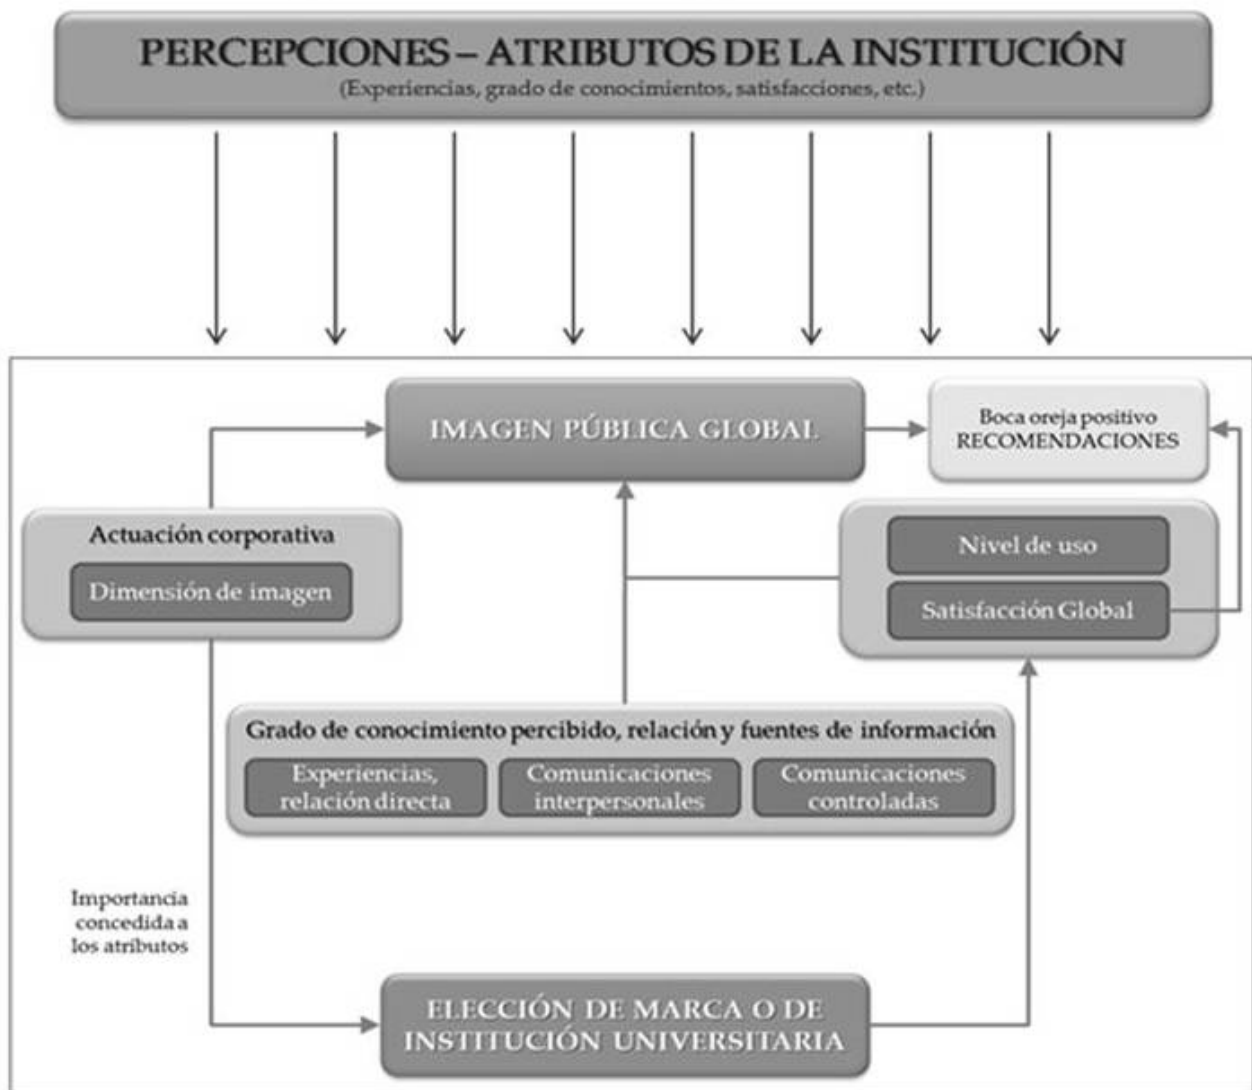 PERCEPCIONES – ATRIBUTOS DE LA INSTITUCIÓN
(Experiencias, grado de conocimientos, satisfacciones, etc.)
IMAGEN PÚBLICA GLOBAL
Boca oreja positivo
RECOMENDACIONES
Actuación corporativa
Dimensión de imagen
Nivel de uso
Satisfacción Global
Grado de conocimiento percibido, relación y fuentes de información
Experiencias,
relación directa
Comunicaciones
interpersonales
Comunicaciones
controladas
Importancia
concedida a
los atributos
ELECCIÓN DE MARCA O DE
INSTITUCIÓN UNIVERSITARIA